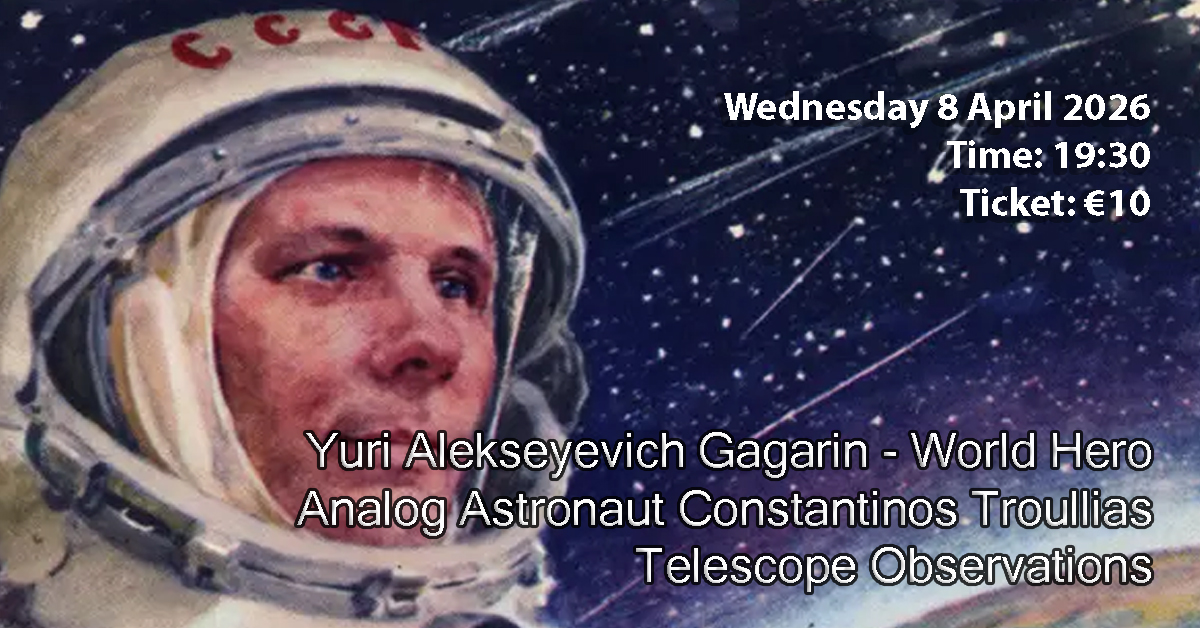 СССР
Wednesday 8 April 2026
Time: 19:30
Ticket: €10
Yuri Alekseyevich Gagarin - World Hero
Analog Astronaut Constantinos Troullias
Telescope Observations